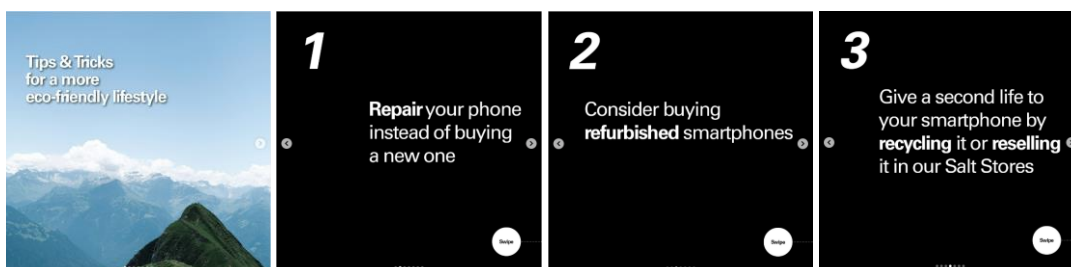 Tips & Tricks
for a more
eco-friendly lifestyle
1
Repair your phone
instead of buying
a new one
Swipe
2
Consider buying
refurbished smartphones
Swipe
3
Give a second life to
your smartphone by
recycling it or reselling
it in our Salt Stores
Swipe